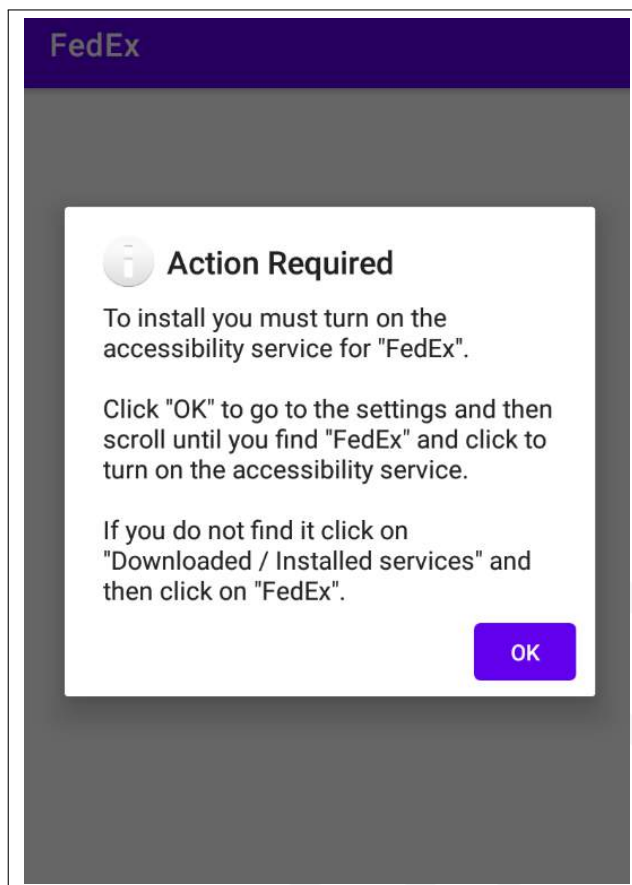 FedEx
Action Required
To install you must turn on the
accessibility service for "FedEx".
Click "OK" to go to the settings and then
scroll until you find "FedEx" and click to
turn on the accessibility service.
If you do not find it click on
"Downloaded / Installed services" and
then click on "FedEx".
OK